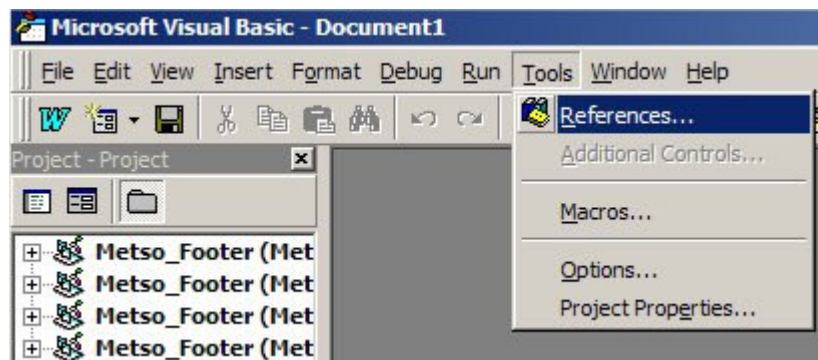 Microsoft Visual Basic - Document1
File Edit View Insert Format Debug Run Tools Window Help
References...
Additional Controls...
Macros...
Options...
Project Properties...
Project - Project
Metso_Footer (Met
Metso_Footer (Met
Metso_Footer (Met
Metso_Footer (Met